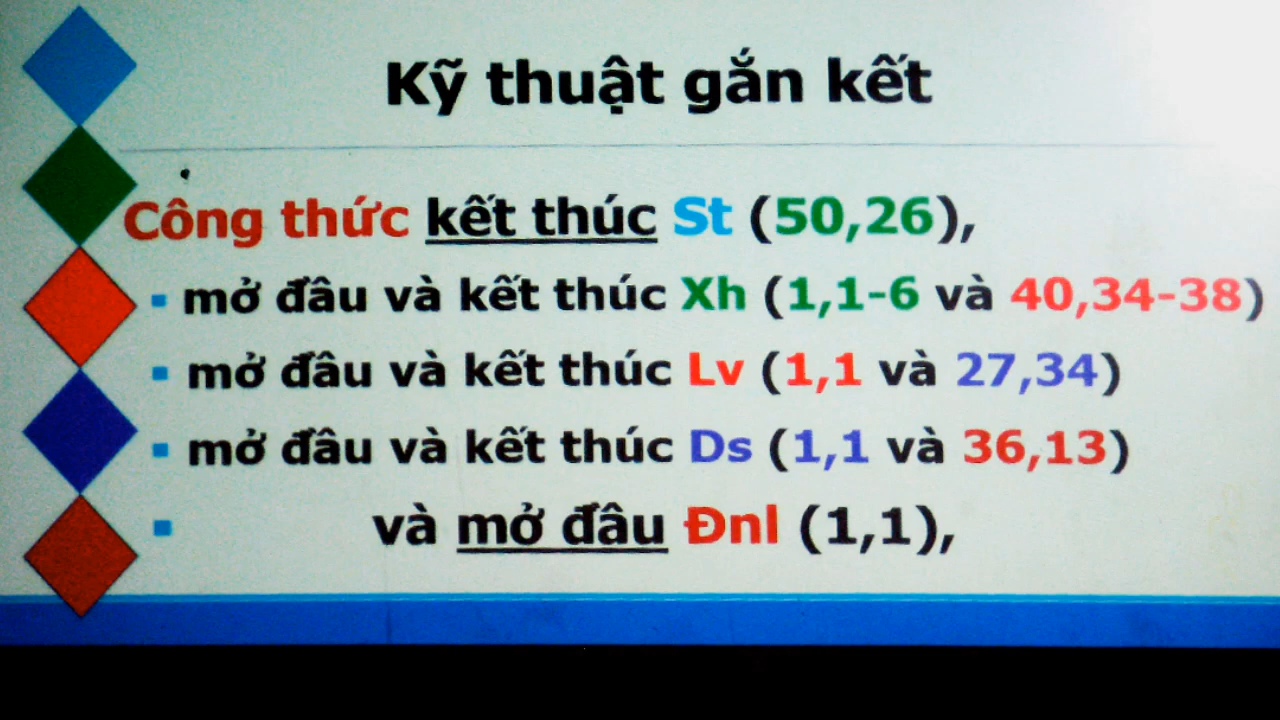 Kỹ thuật gắn kết
Công thức kết thúc St (50,26),
mở đầu và kết thúc Xh (1,1-6 và 40,34-38)
mở đầu và kết thúc Lv (1,1 và 27,34)
mở đầu và kết thúc Ds (1,1 và 36,13)
và mở đầu Đnl (1,1),